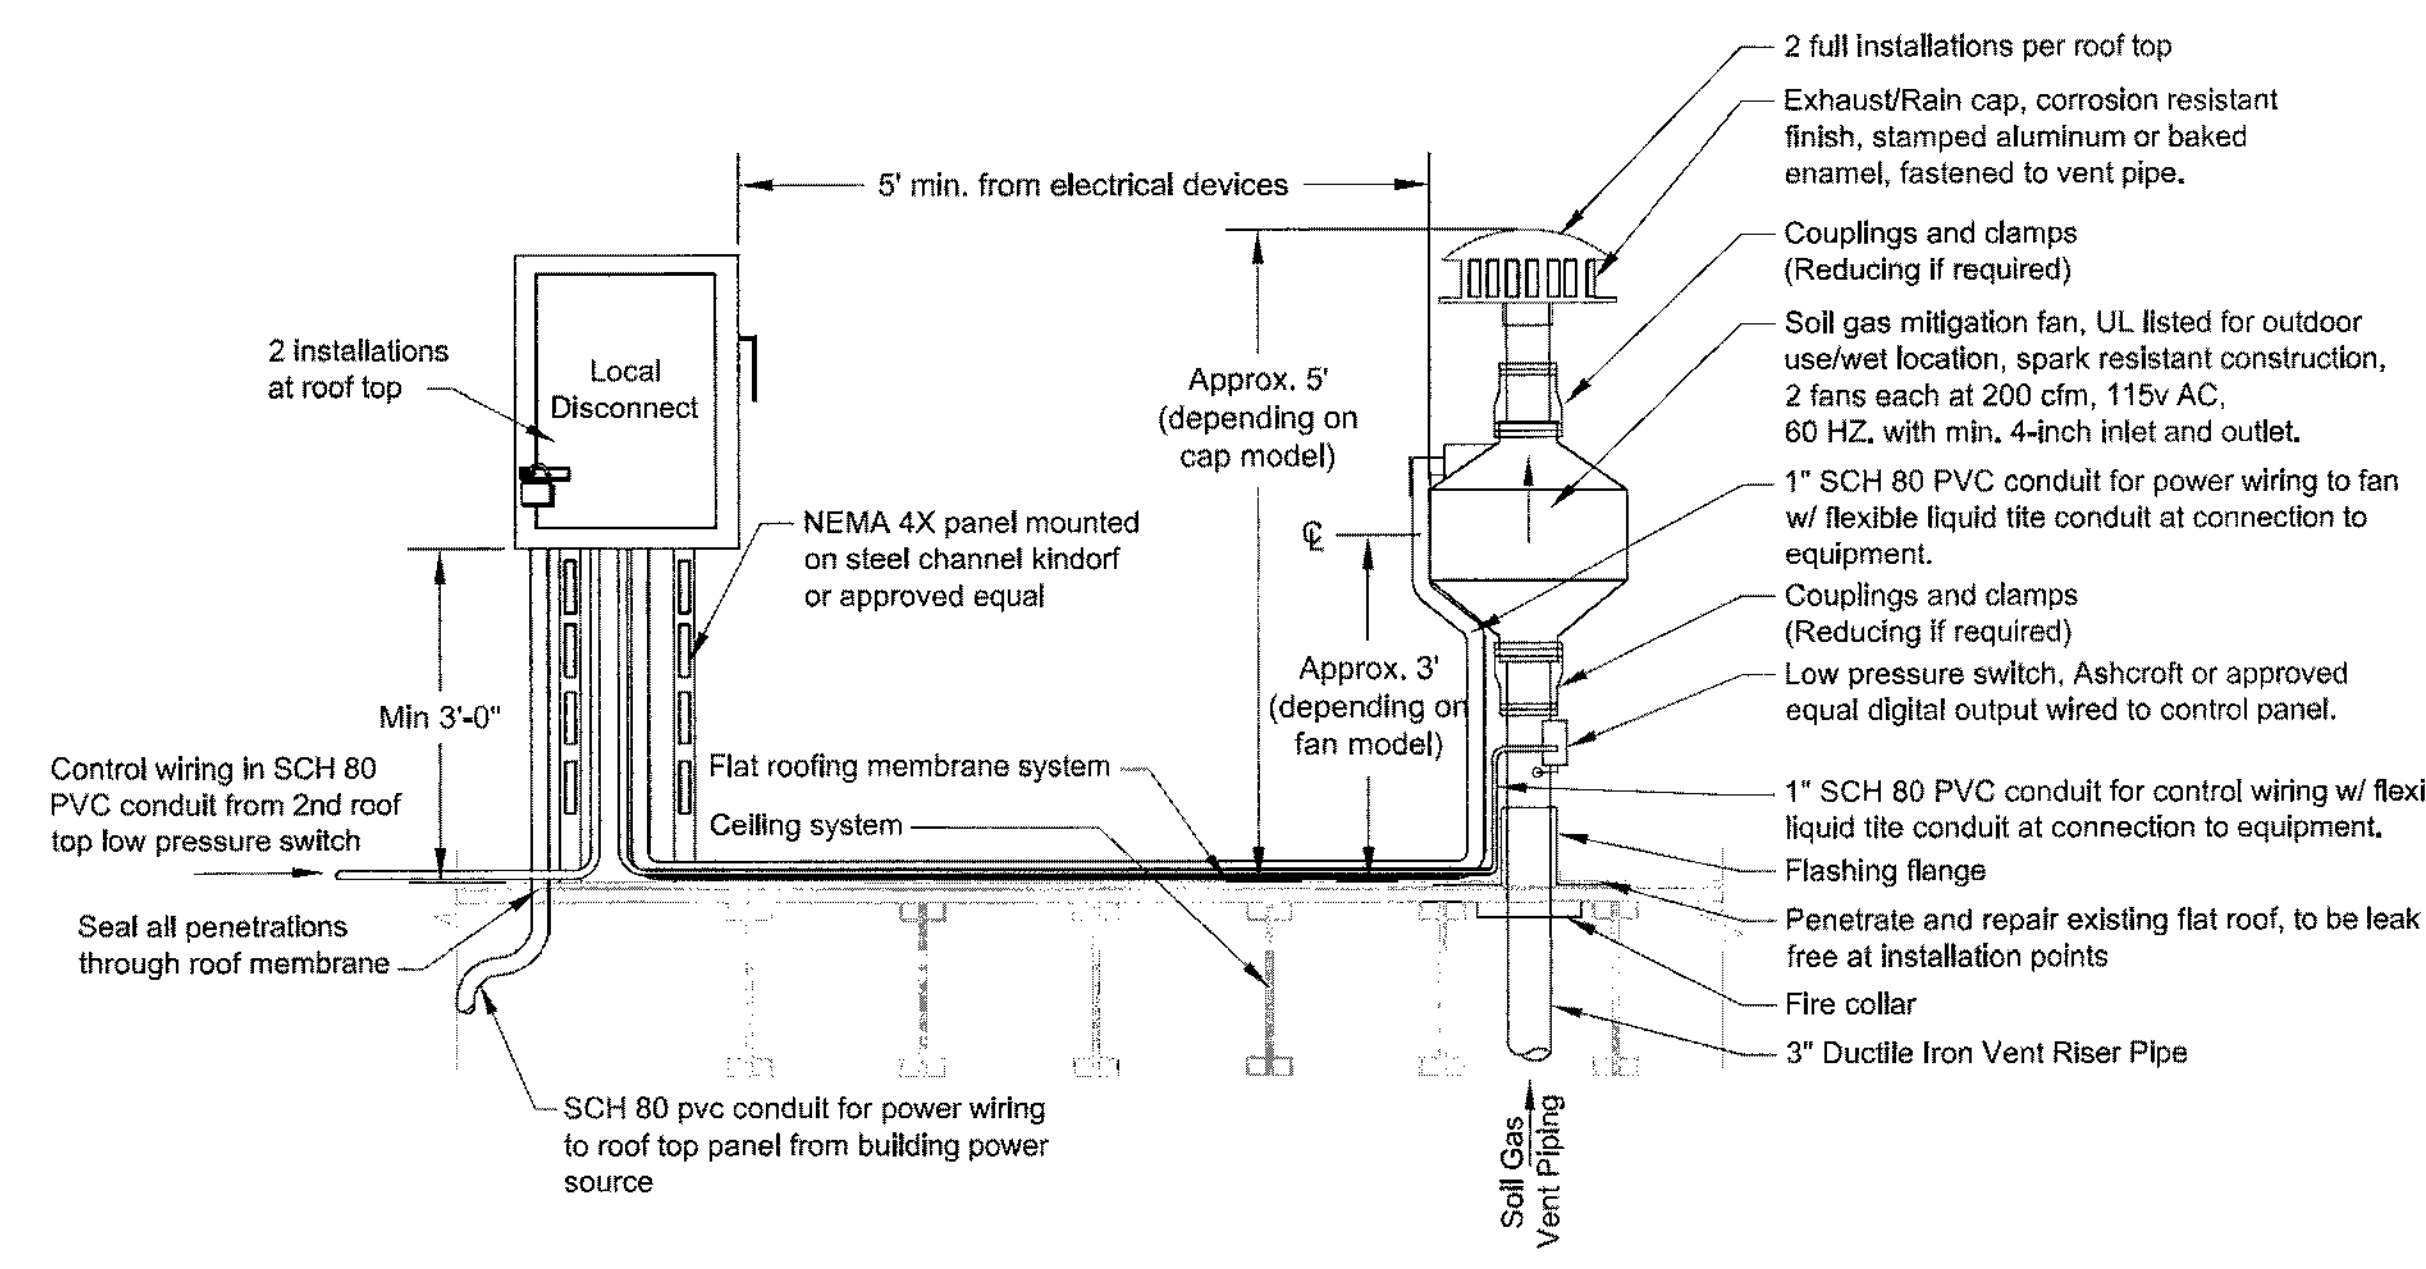 2 full installations per roof top
Exhaust/Rain cap, corrosion resistant
finish, stamped aluminum or baked
enamel, fastened to vent pipe.
5' min. from electrical devices
Couplings and clamps
(Reducing if required)
Soil gas mitigation fan, UL listed for outdoor
use/wet location, spark resistant construction,
2 fans each at 200 cfm, 115v AC,
60 HZ. with min. 4-inch inlet and outlet.
2 installations
at roof top
Local
Disconnect
Approx. 5'
(depending on
cap model)
1" SCH 80 PVC conduit for power wiring to fan
w/ flexible liquid tite conduit at connection to
equipment.
NEMA 4X panel mounted
on steel channel kindorf
or approved equal
℄
Couplings and clamps
(Reducing if required)
Approx. 3'
(depending on
fan model)
Low pressure switch, Ashcroft or approved
equal digital output wired to control panel.
Min 3'-0"
Control wiring in SCH 80
PVC conduit from 2nd roof
top low pressure switch
Flat roofing membrane system
Ceiling system
1" SCH 80 PVC conduit for control wiring w/ flexi
liquid tite conduit at connection to equipment.
Flashing flange
Seal all penetrations
through roof membrane
Penetrate and repair existing flat roof, to be leak
free at installation points
Fire collar
3" Ductile Iron Vent Riser Pipe
SCH 80 pvc conduit for power wiring
to roof top panel from building power
source
Soil Gas
Vent Piping